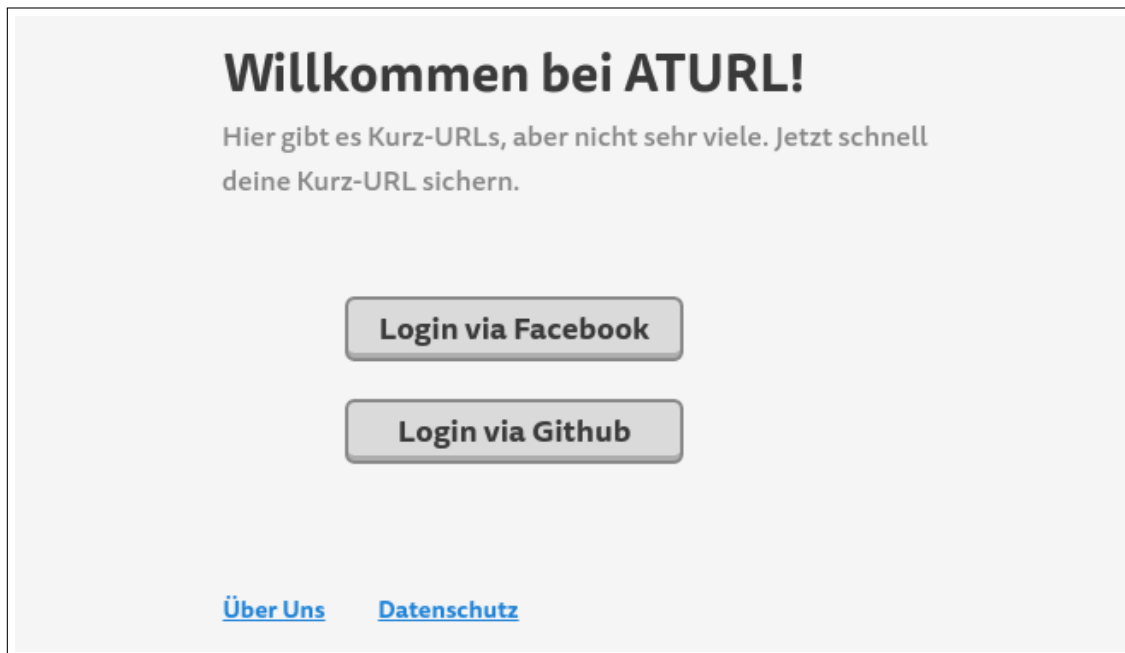 Willkommen bei ATURL!
Hier gibt es Kurz-URLs, aber nicht sehr viele. Jetzt schnell
deine Kurz-URL sichern.
Login via Facebook
Login via Github
Über Uns Datenschutz